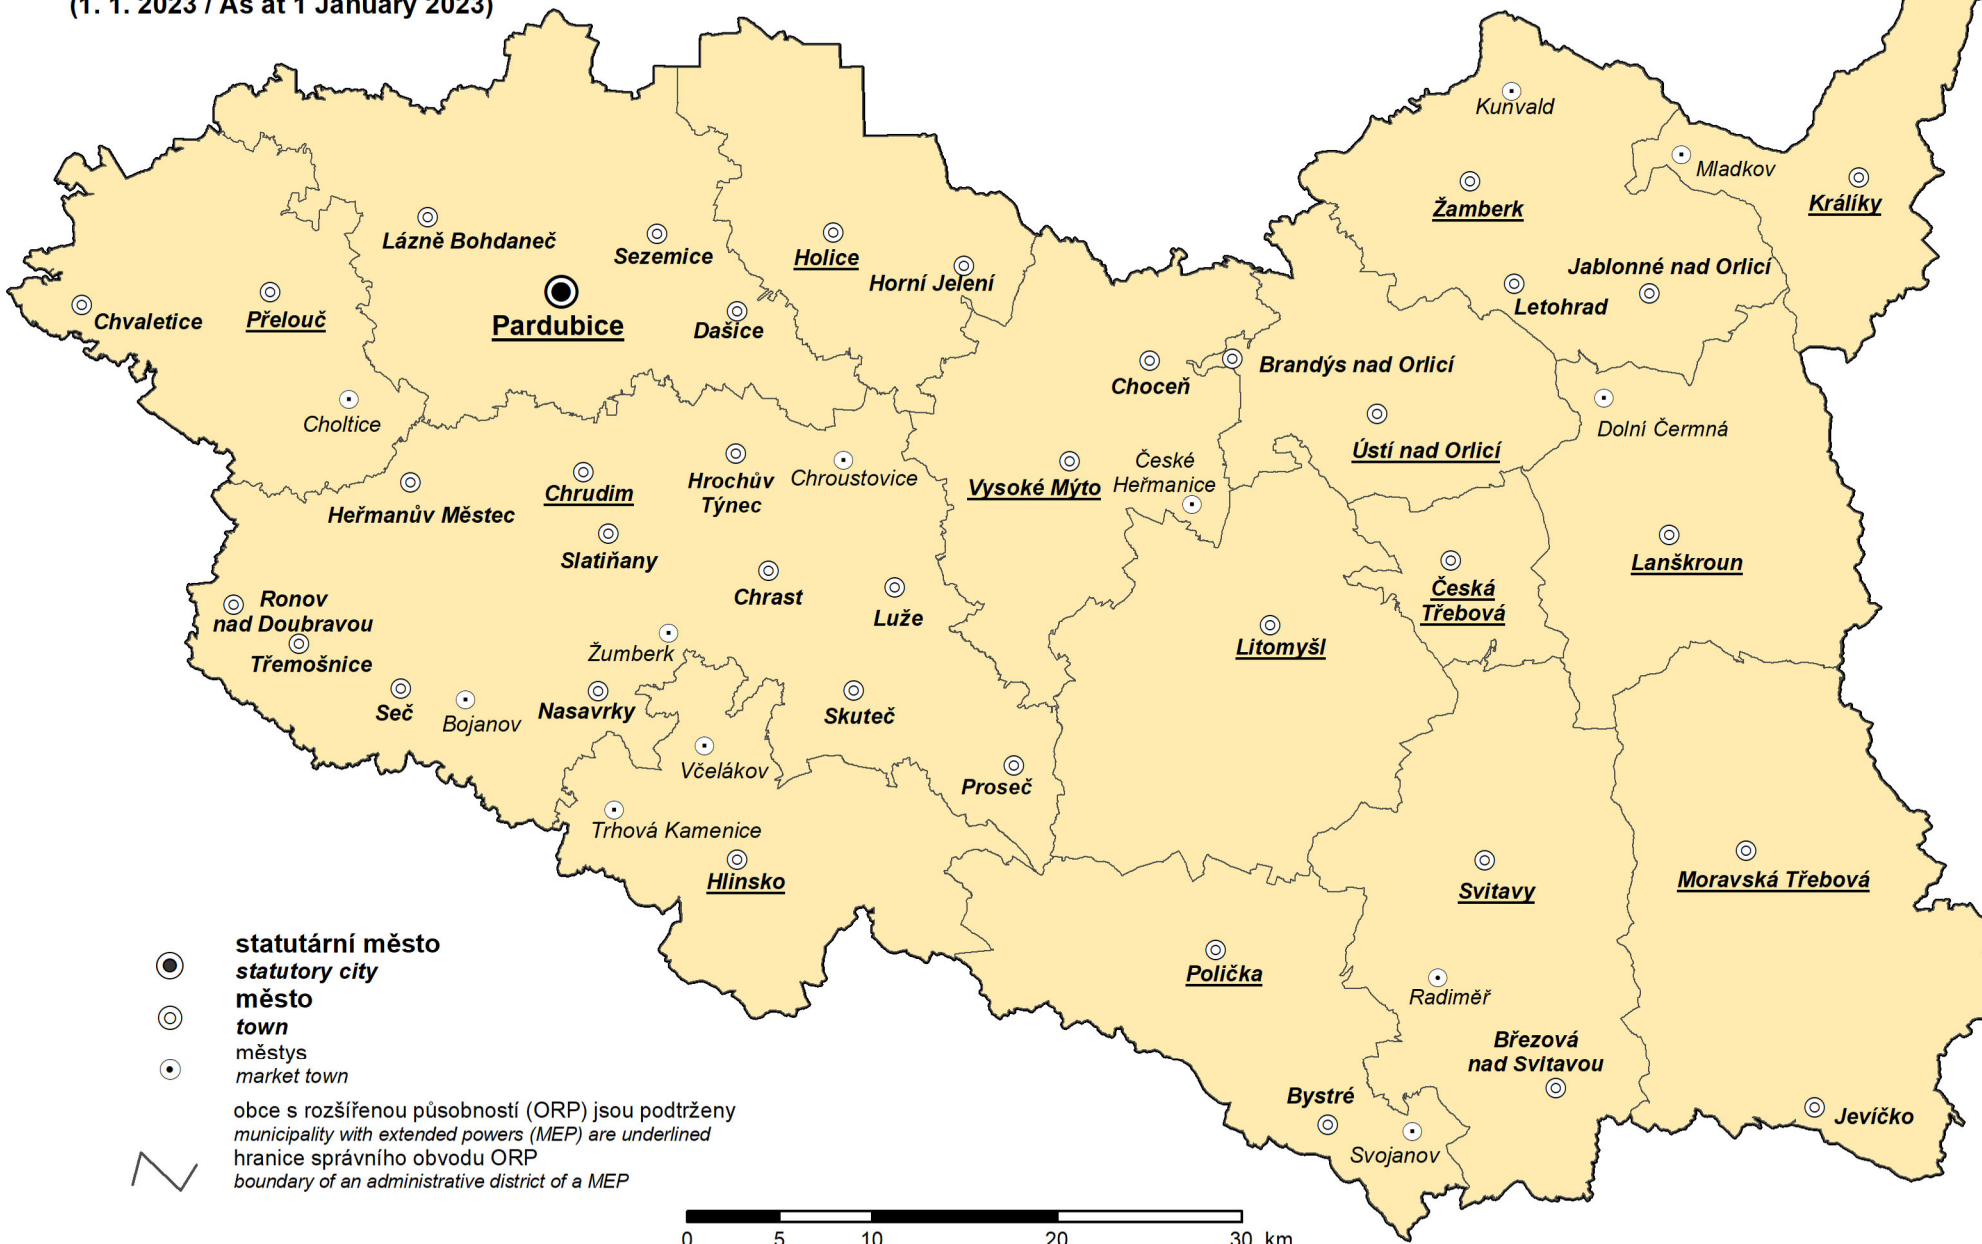 (1. 1. 2023 / As at 1 January 2023)
Kunvald
Mladkov
Žamberk
Králíky
Lázně Bohdaneč
Sezemice
Holice
Horní Jelení
Jablonné nad Orlicí
Letohrad
Chvaletice
Přelouč
Pardubice
Dašice
Choceň
Brandýs nad Orlicí
Choltice
Dolní Čermná
Ústí nad Orlicí
Heřmanův Městec
Chrudim
Hrochův
Týnec
Chroustovice
Vysoké Mýto
České
Heřmanice
Slatiňany
Lanškroun
Chrast
Luže
Česká
Třebová
Ronov
nad Doubravou
Třemošnice
Žumberk
Litomyšl
Seč
Bojanov
Nasavrky
Skuteč
Včelákov
Proseč
Trhová Kamenice
Hlinsko
Svitavy
Moravská Třebová
Polička
Radiměř
Březová
nad Svitavou
Bystré
Svojanov
Jevíčko
statutární město
statutory city
město
town
městys
market town
obce s rozšířenou působností (ORP) jsou podtrženy
municipality with extended powers (MEP) are underlined
hranice správního obvodu ORP
boundary of an administrative district of a MEP
0 5 10 20 30 km